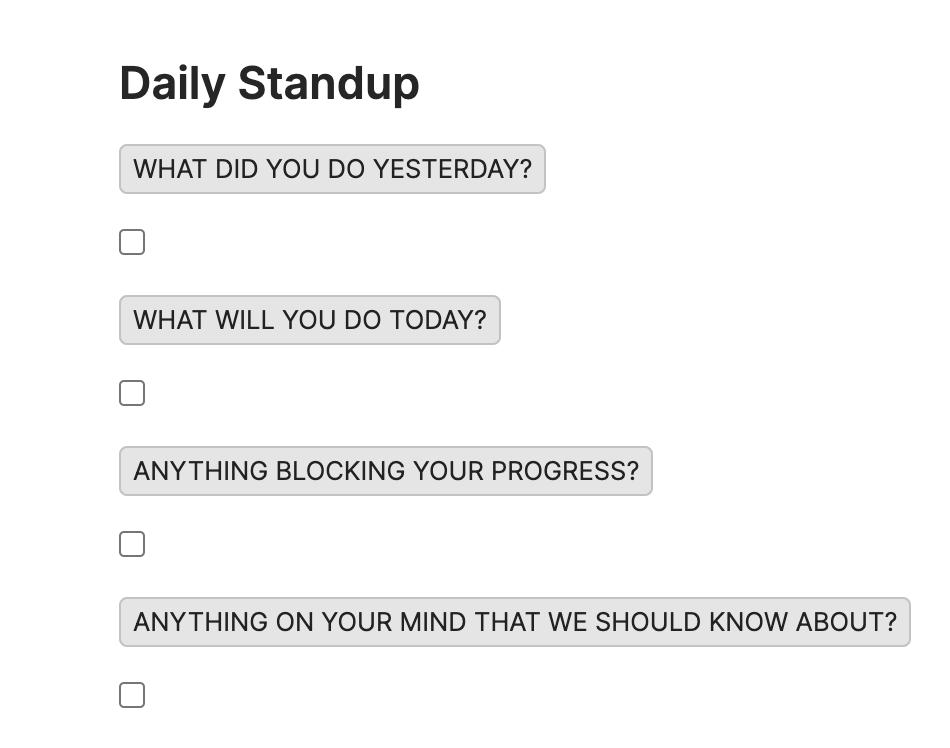 Daily Standup
WHAT DID YOU DO YESTERDAY?
WHAT WILL YOU DO TODAY?
ANYTHING BLOCKING YOUR PROGRESS?
ANYTHING ON YOUR MIND THAT WE SHOULD KNOW ABOUT?